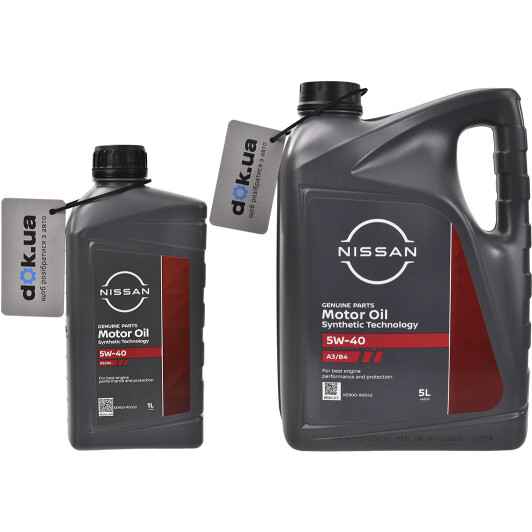 dok.ua
щоб розібратися з авто
NISSAN
GENUINE PARTS
Motor Oil
Synthetic Technology
5W-40
A3/B4
For best engine
performance and protection
1L
dok.ua
щоб розібратися з авто
NISSAN
GENUINE PARTS
Motor Oil
Synthetic Technology
5W-40
A3/B4
For best engine
performance and protection
KE900-90042
5L